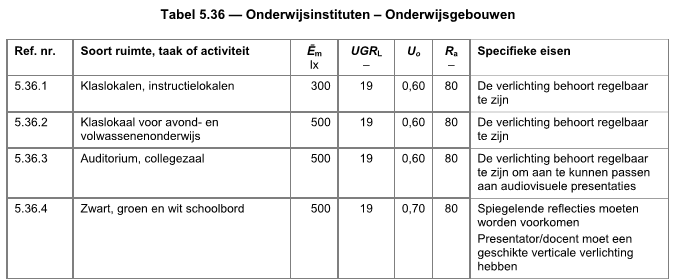 Tabel 5.36 — Onderwijsinstituten – Onderwijsgebouwen
Ref. nr. Soort ruimte, taak of activiteit Ēm UGRL Uo Ra Specifieke eisen
lx – –
5.36.1 Klaslokalen, instructielokalen 300 19 0,60 80 De verlichting behoort regelbaar
te zijn
5.36.2 Klaslokaal voor avond- en 500 19 0,60 80 De verlichting behoort regelbaar
volwassenenonderwijs te zijn
5.36.3 Auditorium, collegezaal 500 19 0,60 80 De verlichting behoort regelbaar
te zijn om aan te kunnen passen
aan audiovisuele presentaties
5.36.4 Zwart, groen en wit schoolbord 500 19 0,70 80 Spiegelende reflecties moeten
worden voorkomen
Presentator/docent moet een
geschikte verticale verlichting
hebben